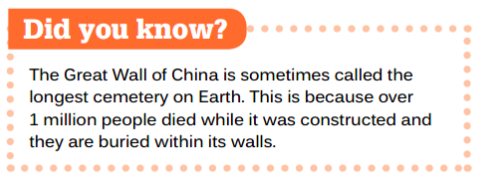 Did you know?
The Great Wall of China is sometimes called the
longest cemetery on Earth. This is because over
1 million people died while it was constructed and
they are buried within its walls.